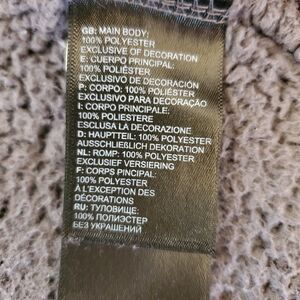 GB: MAIN BODY:
100% POLYESTER
EXCLUSIVE OF DECORATION
E: CUERPO PRINCIPAL:
100% POLIÉSTER
EXCLUSIVO DE DECORACIÓN
P: CORPO: 100% POLIÉSTER
EXCLUSIVO PARA DECORAÇÃO
I: CORPO PRINCIPALE.
100% POLIESTERE
ESCLUSA LA DECORAZIONE
D: HAUPTTEIL: 100% POLYESTER
AUSSCHLIEßLICH DEKORATION
NL: ROMP: 100% POLYESTER
EXCLUSIEF VERSIERING
F: CORPS PINCIPAL:
100% POLYESTER
À L'EXCEPTION DES
DÉCORATIONS
RU: ТУЛОВИЩЕ:
100% ПОЛИЭСТЕР
БЕЗ УКРАШЕНИЙ